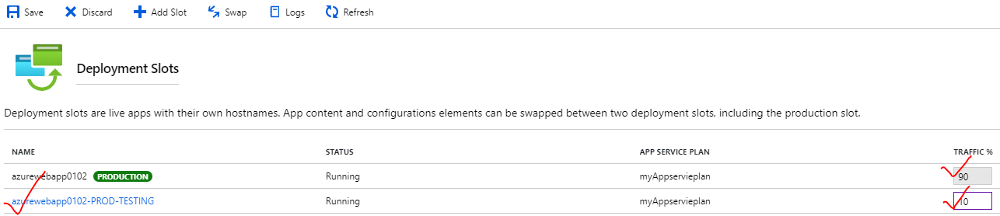 Save Discard Add Slot Swap Logs Refresh
Deployment Slots
Deployment slots are live apps with their own hostnames. App content and configurations elements can be swapped between two deployment slots, including the production slot.
NAME STATUS APP SERVICE PLAN TRAFFIC %
azurewebapp0102 PRODUCTION Running myAppservieplan 90
azurewebapp0102-PROD-TESTING Running myAppservieplan 10